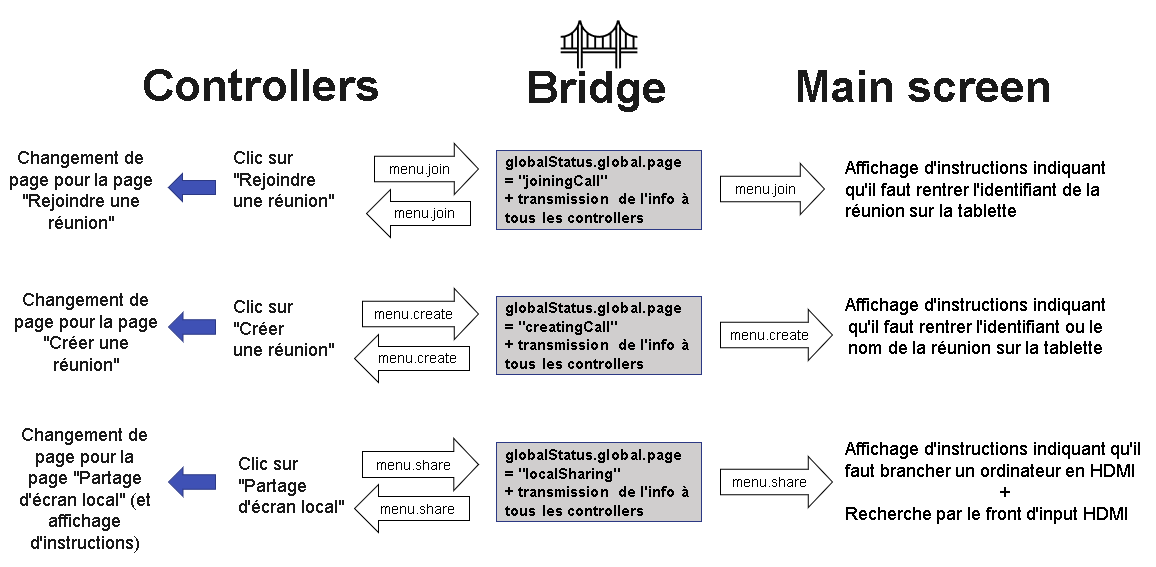 Controllers
Bridge
Main screen
Changement de
page pour la page
"Rejoindre une
réunion"
Clic sur
"Rejoindre
une réunion"
menu.join
menu.join
globalStatus.global.page
= "joiningCall"
+ transmission de l'info à
tous les controllers
menu.join
Affichage d'instructions indiquant
qu'il faut rentrer l'identifiant de la
réunion sur la tablette
Changement de
page pour la page
"Créer une
réunion"
Clic sur
"Créer
une réunion"
menu.create
menu.create
globalStatus.global.page
= "creatingCall"
+ transmission de l'info à
tous les controllers
menu.create
Affichage d'instructions indiquant
qu'il faut rentrer l'identifiant ou le
nom de la réunion sur la tablette
Changement de
page pour la
page "Partage
d'écran local" (et
affichage
d'instructions)
Clic sur
"Partage
d'écran local"
menu.share
menu.share
globalStatus.global.page
= "localSharing"
+ transmission de l'info à
tous les controllers
menu.share
Affichage d'instructions indiquant qu'il
faut brancher un ordinateur en HDMI
+
Recherche par le front d'input HDMI